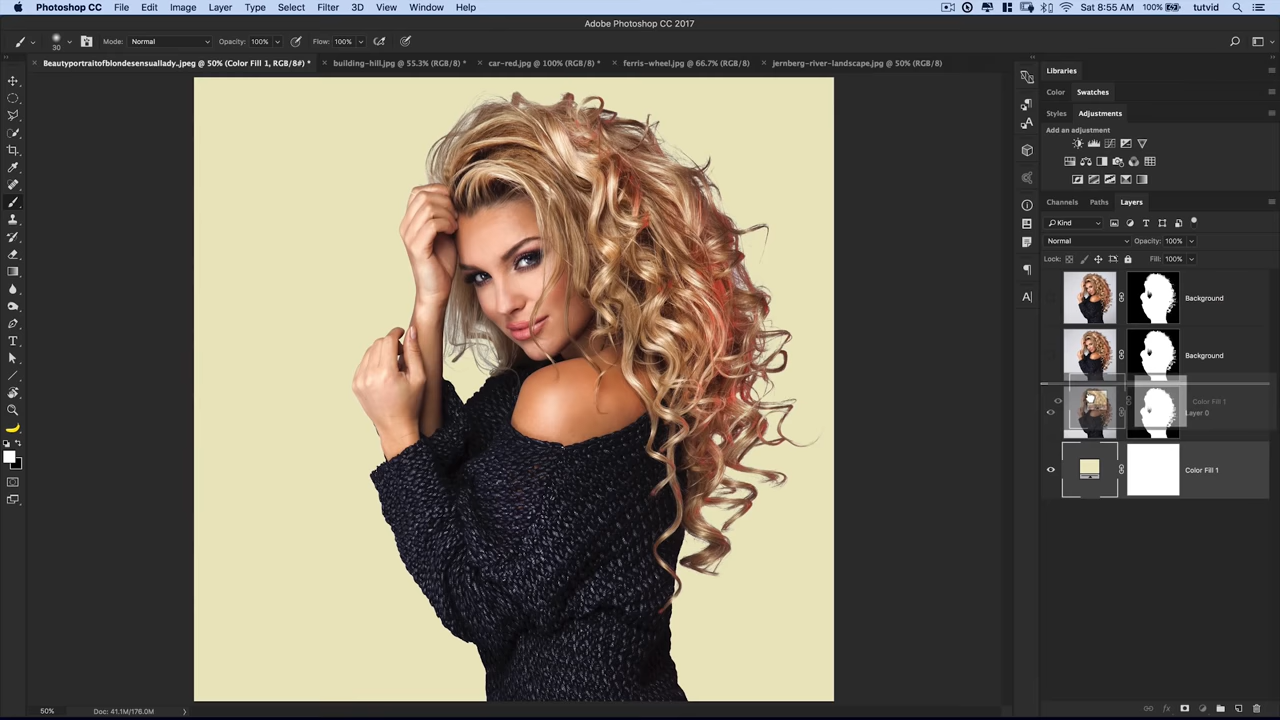 Photoshop CC File Edit Image Layer Type Select Filter 3D View Window Help 100% Sat 8:55 AM tutvid
Adobe Photoshop CC 2017
30 Mode: Normal Opacity: 100% Flow: 100%
Beautyportraitofblondesensuallady.jpeg @ 50% (Color Fill 1, RGB/8#) * building-hill.jpg @ 55.3% (RGB/8) * car-red.jpg @ 100% (RGB/8) * ferris-wheel.jpg @ 66.7% (RGB/8) jernberg-river-landscape.jpg @ 50% (RGB/8)
Libraries
Color Swatches
Styles Adjustments
Add an adjustment
Channels Paths Layers
Kind
Normal Opacity: 100%
Lock: Fill: 100%
Background
Background
Color Fill 1
Layer 0
Color Fill 1
50% Doc: 41.1M/176.0M